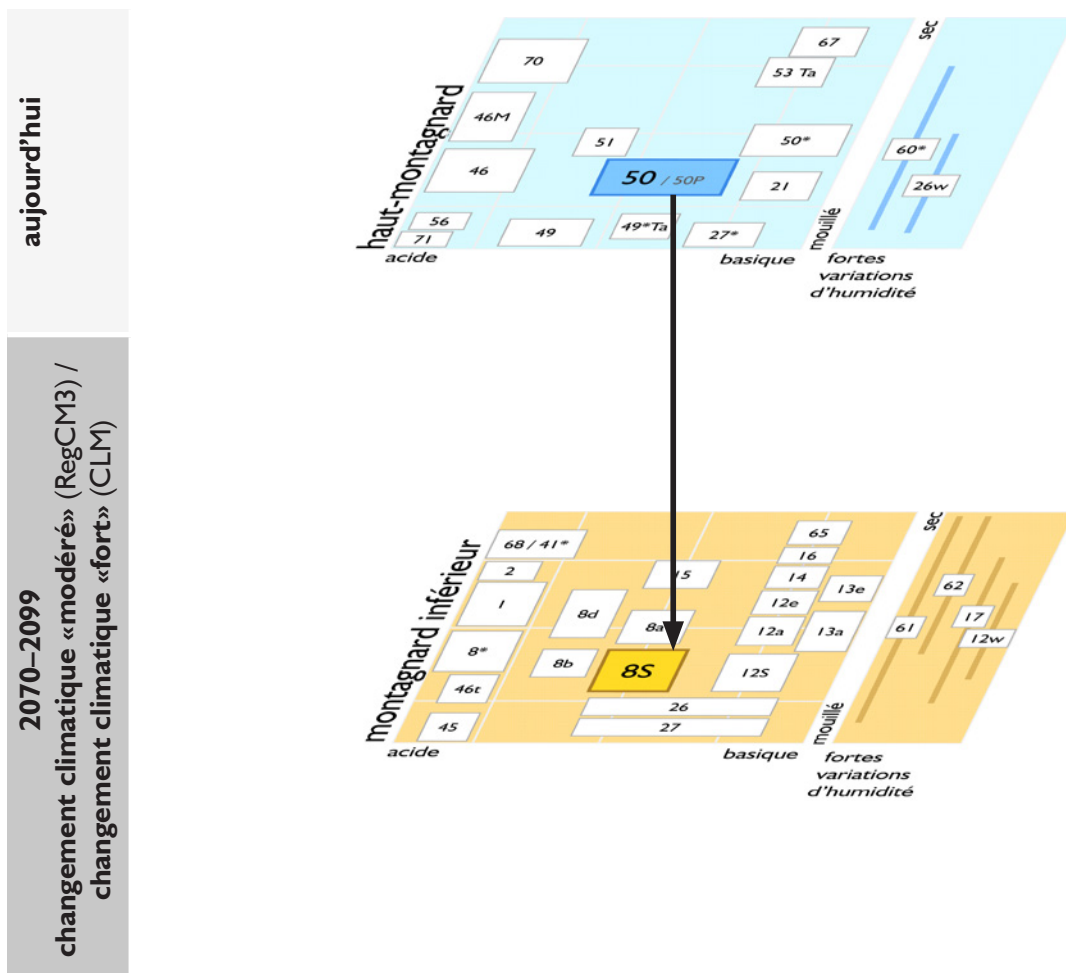 aujourd'hui
haut-montagnard
sec
67
70
53 Ta
46M
51
50*
60*
46
50 / 50P
21
26w
56
71
49
49*Ta
27*
mouillé
acide
basique
fortes
variations
d'humidité
2070–2099
changement climatique «modéré» (RegCM3) /
changement climatique «fort» (CLM)
montagnard inférieur
sec
68 / 41*
65
2
15
16
1
14
13e
62
8d
12e
8a
12a
13a
61
17
12w
8*
8b
8S
12S
46t
26
45
27
mouillé
acide
basique
fortes
variations
d'humidité